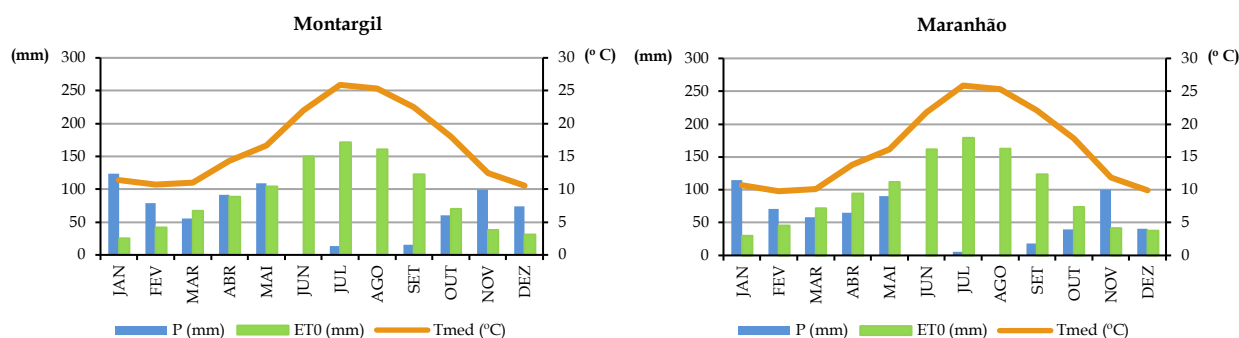 Montargil
(mm)
(º C)
300
250
200
150
100
50
0
30
25
20
15
10
5
0
JAN
FEV
MAR
ABR
MAI
JUN
JUL
AGO
SET
OUT
NOV
DEZ
P (mm) ET0 (mm) Tmed (ºC)
Maranhão
(mm)
(º C)
300
250
200
150
100
50
0
30
25
20
15
10
5
0
JAN
FEV
MAR
ABR
MAI
JUN
JUL
AGO
SET
OUT
NOV
DEZ
P (mm) ET0 (mm) Tmed (ºC)